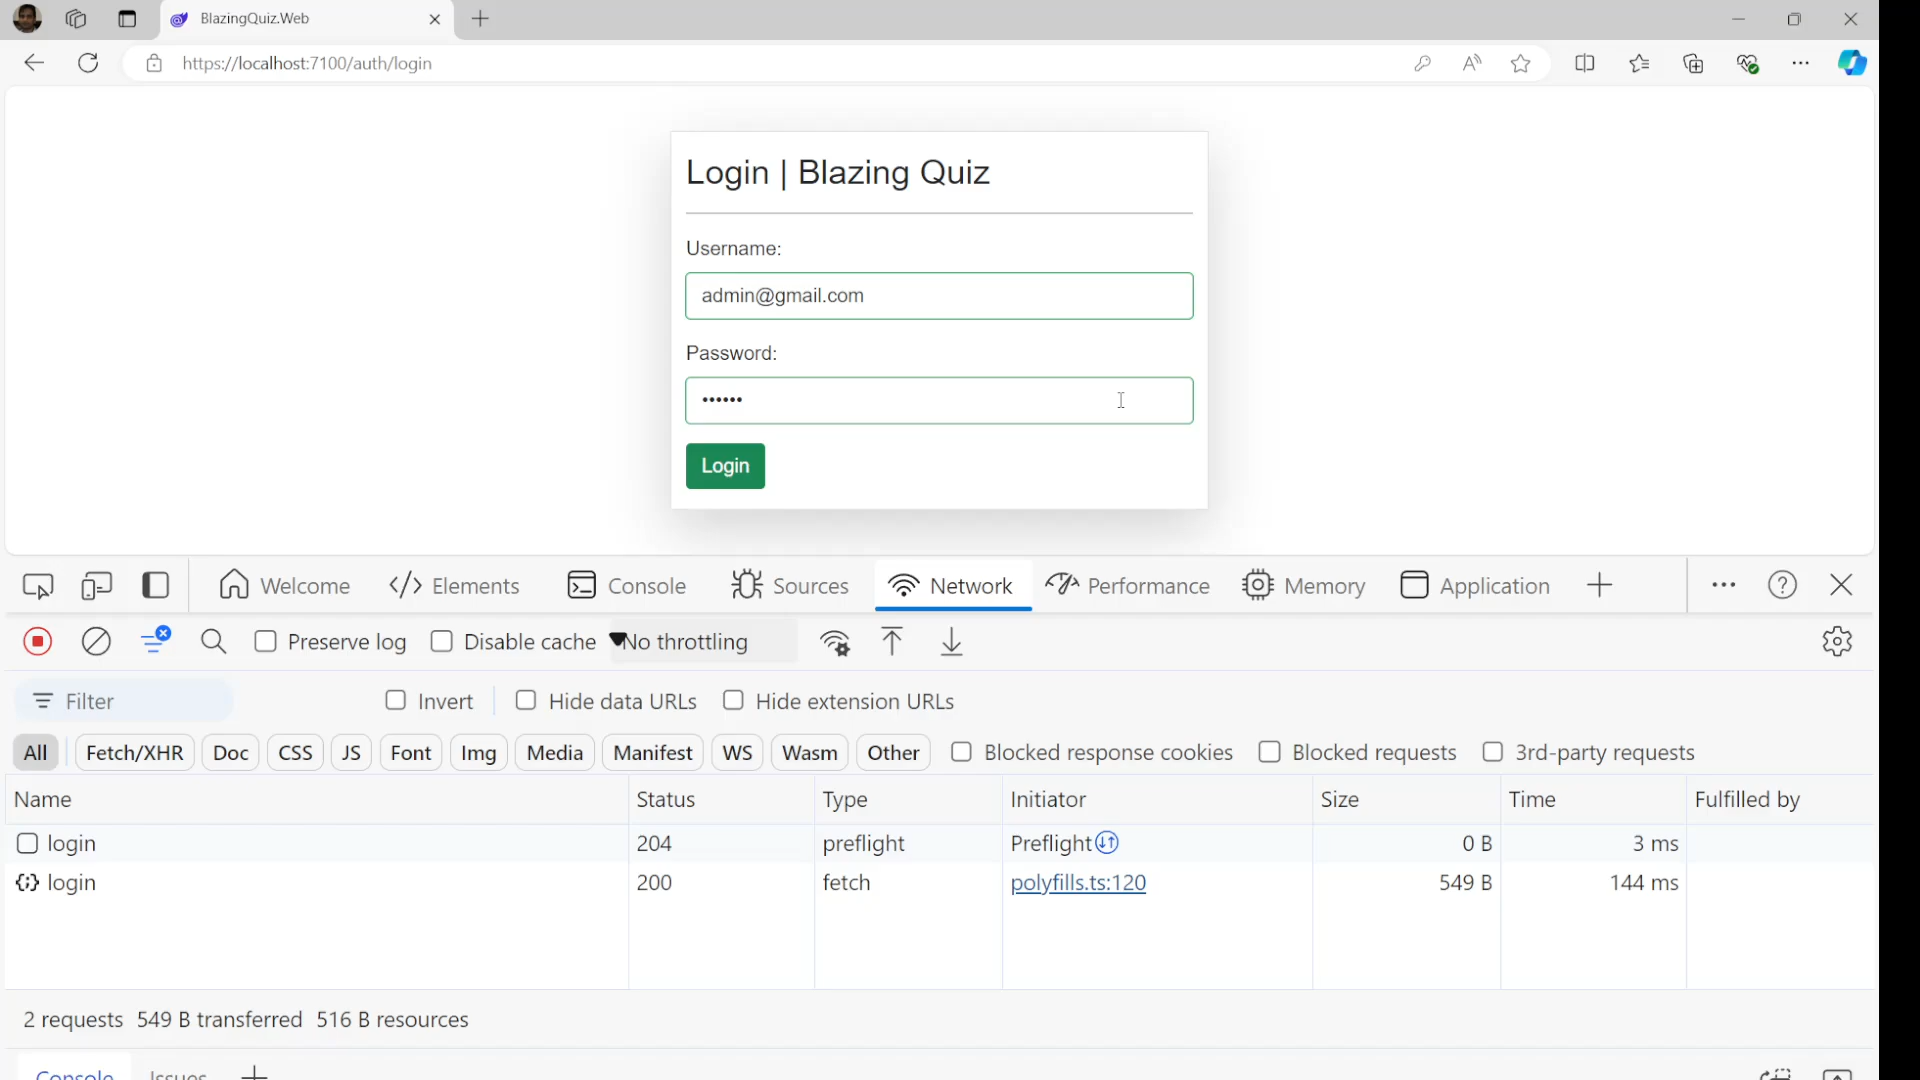 BlazingQuiz.Web
https://localhost:7100/auth/login
Login | Blazing Quiz
Username:
admin@gmail.com
Password:
••••••
Login
Welcome </> Elements Console Sources Network Performance Memory Application
Preserve log Disable cache No throttling
Filter Invert Hide data URLs Hide extension URLs
All Fetch/XHR Doc CSS JS Font Img Media Manifest WS Wasm Other Blocked response cookies Blocked requests 3rd-party requests
Name Status Type Initiator Size Time Fulfilled by
login 204 preflight Preflight 0 B 3 ms
login 200 fetch polyfills.ts:120 549 B 144 ms
2 requests 549 B transferred 516 B resources
Console Issues